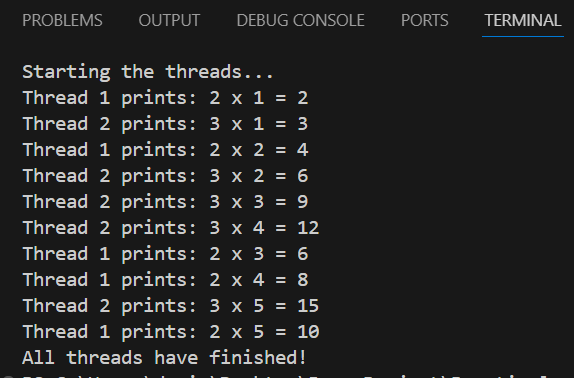 PROBLEMS OUTPUT DEBUG CONSOLE PORTS TERMINAL
Starting the threads...
Thread 1 prints: 2 x 1 = 2
Thread 2 prints: 3 x 1 = 3
Thread 1 prints: 2 x 2 = 4
Thread 2 prints: 3 x 2 = 6
Thread 2 prints: 3 x 3 = 9
Thread 2 prints: 3 x 4 = 12
Thread 1 prints: 2 x 3 = 6
Thread 1 prints: 2 x 4 = 8
Thread 2 prints: 3 x 5 = 15
Thread 1 prints: 2 x 5 = 10
All threads have finished!